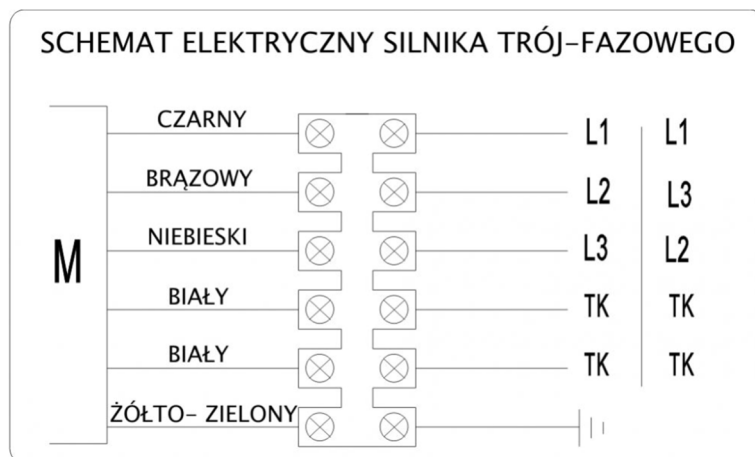 SCHEMAT ELEKTRYCZNY SILNIKA TRÓJ-FAZOWEGO
M
CZARNY L1 L1
BRĄZOWY L2 L3
NIEBIESKI L3 L2
BIAŁY TK TK
BIAŁY TK TK
ŻÓŁTO- ZIELONY